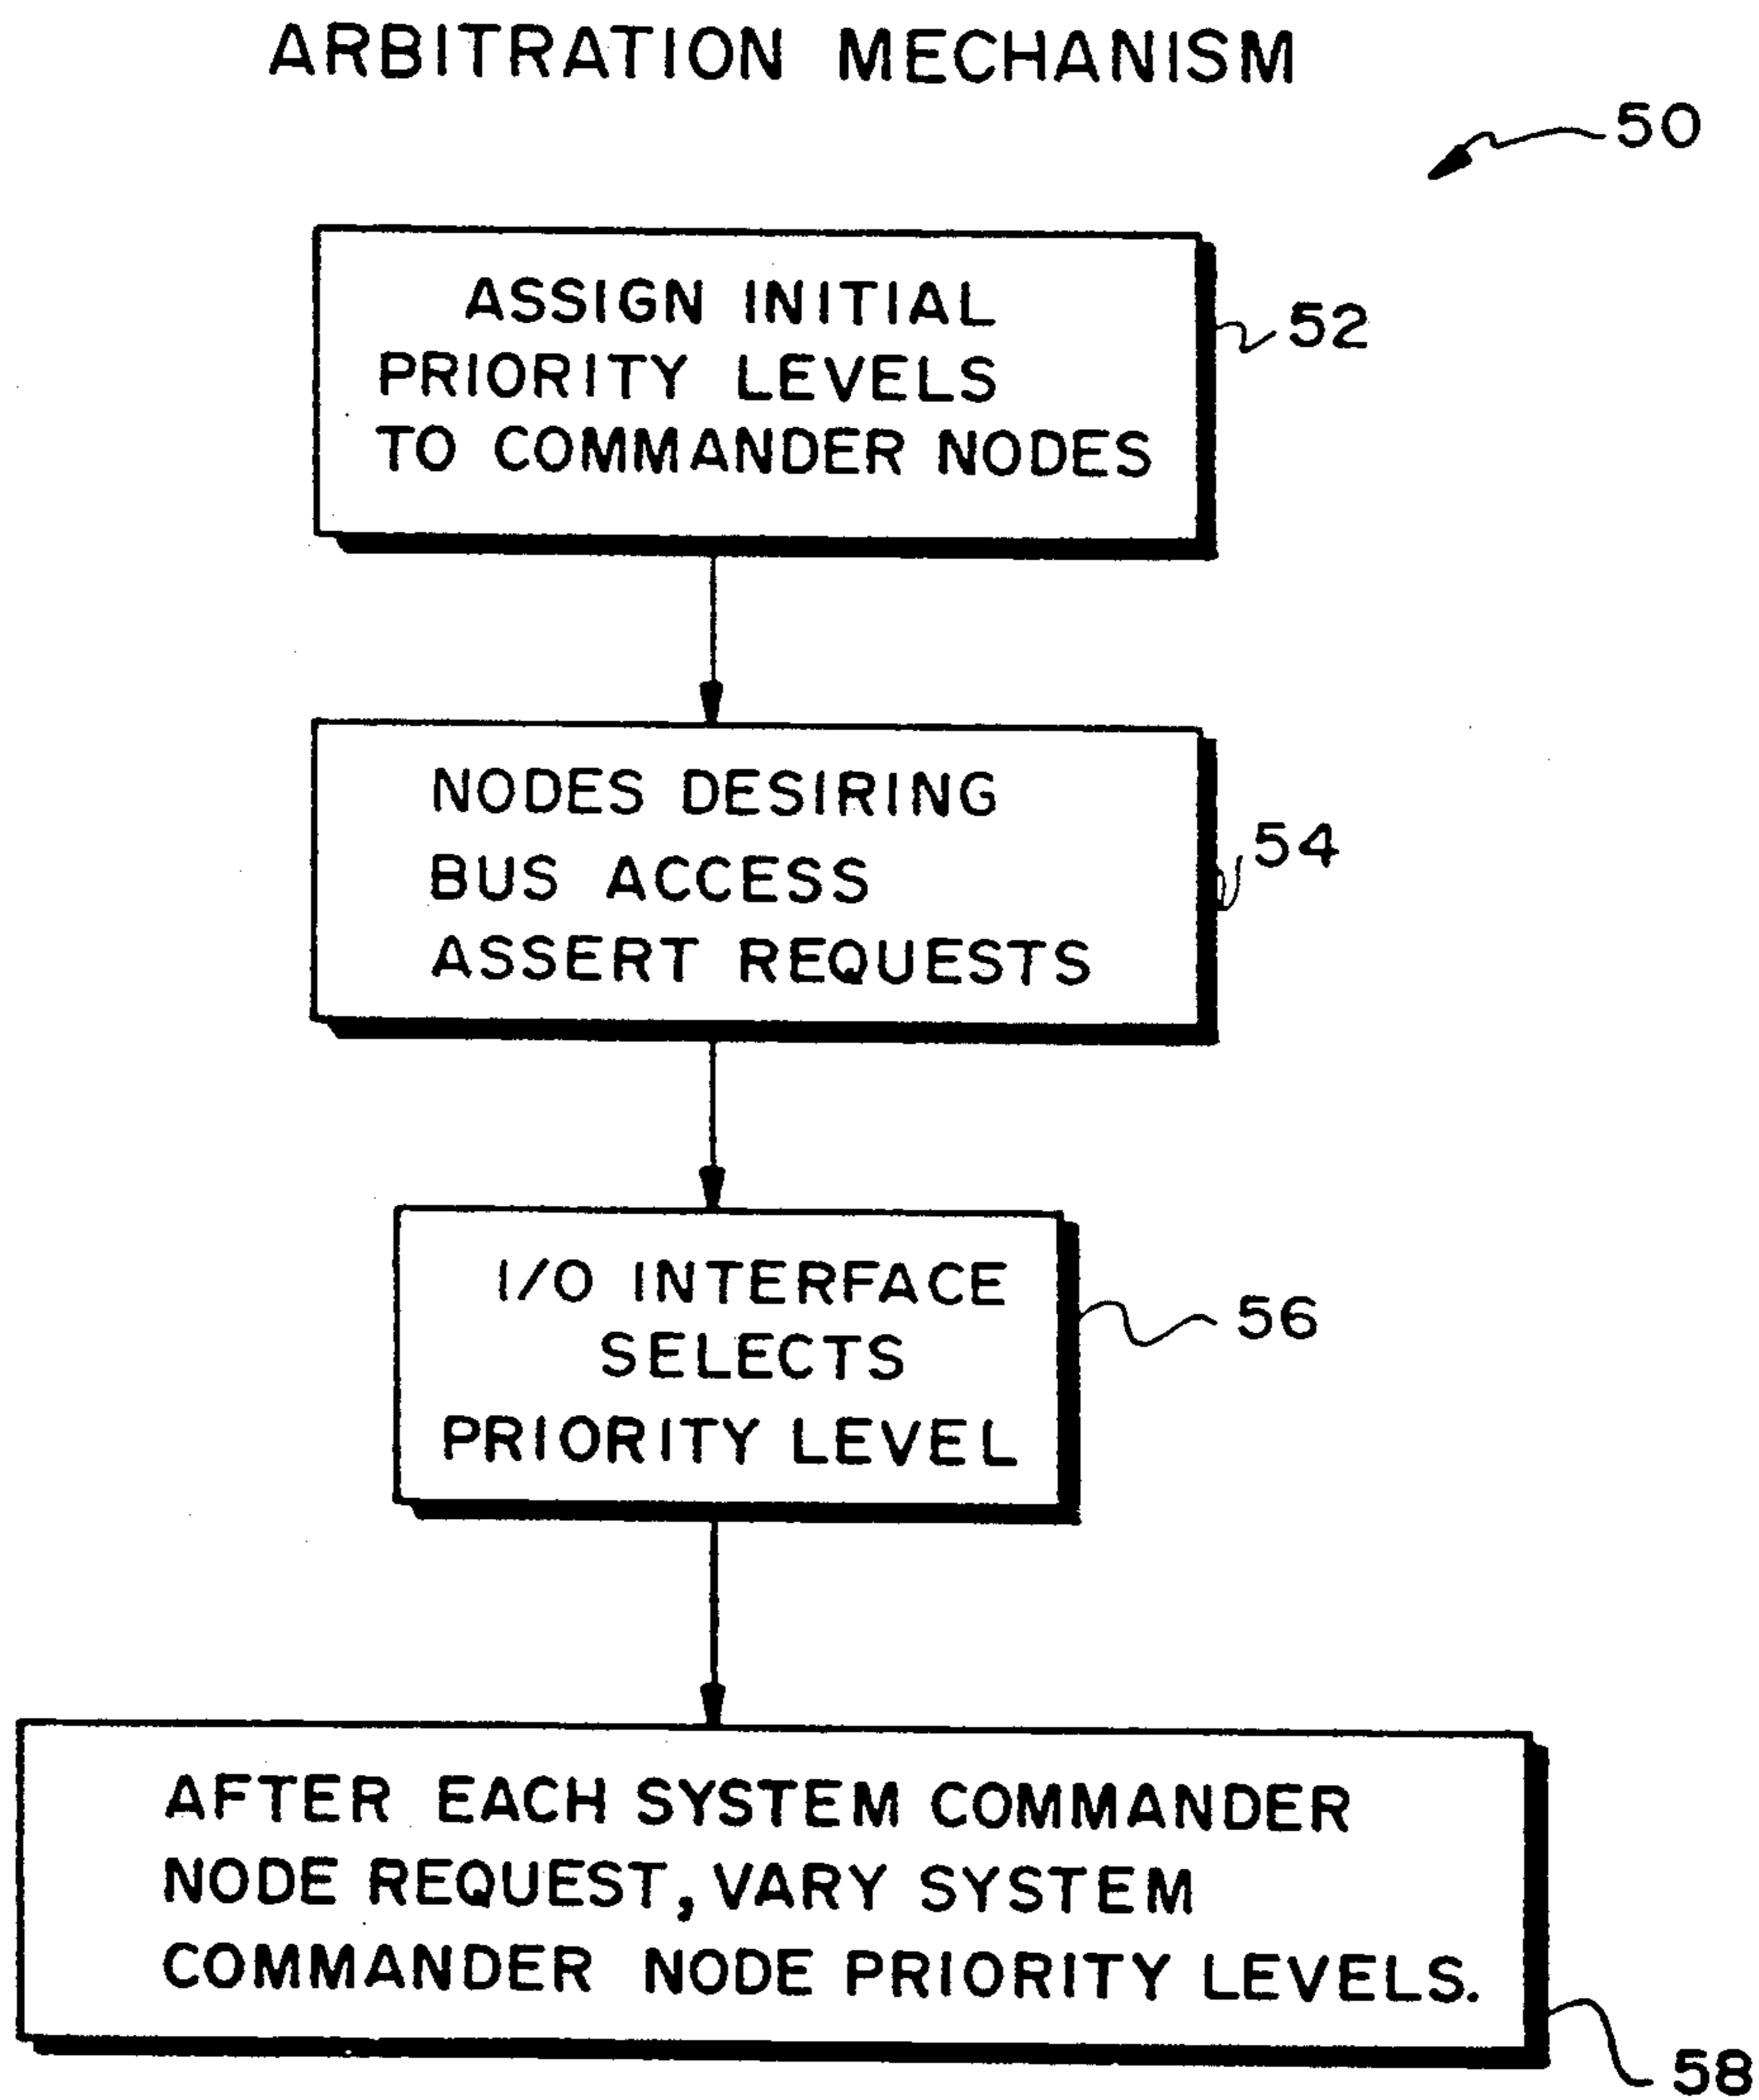 ARBITRATION MECHANISM
50
ASSIGN INITIAL
PRIORITY LEVELS
TO COMMANDER NODES
52
NODES DESIRING
BUS ACCESS
ASSERT REQUESTS
54
I/O INTERFACE
SELECTS
PRIORITY LEVEL
56
AFTER EACH SYSTEM COMMANDER
NODE REQUEST, VARY SYSTEM
COMMANDER NODE PRIORITY LEVELS.
58